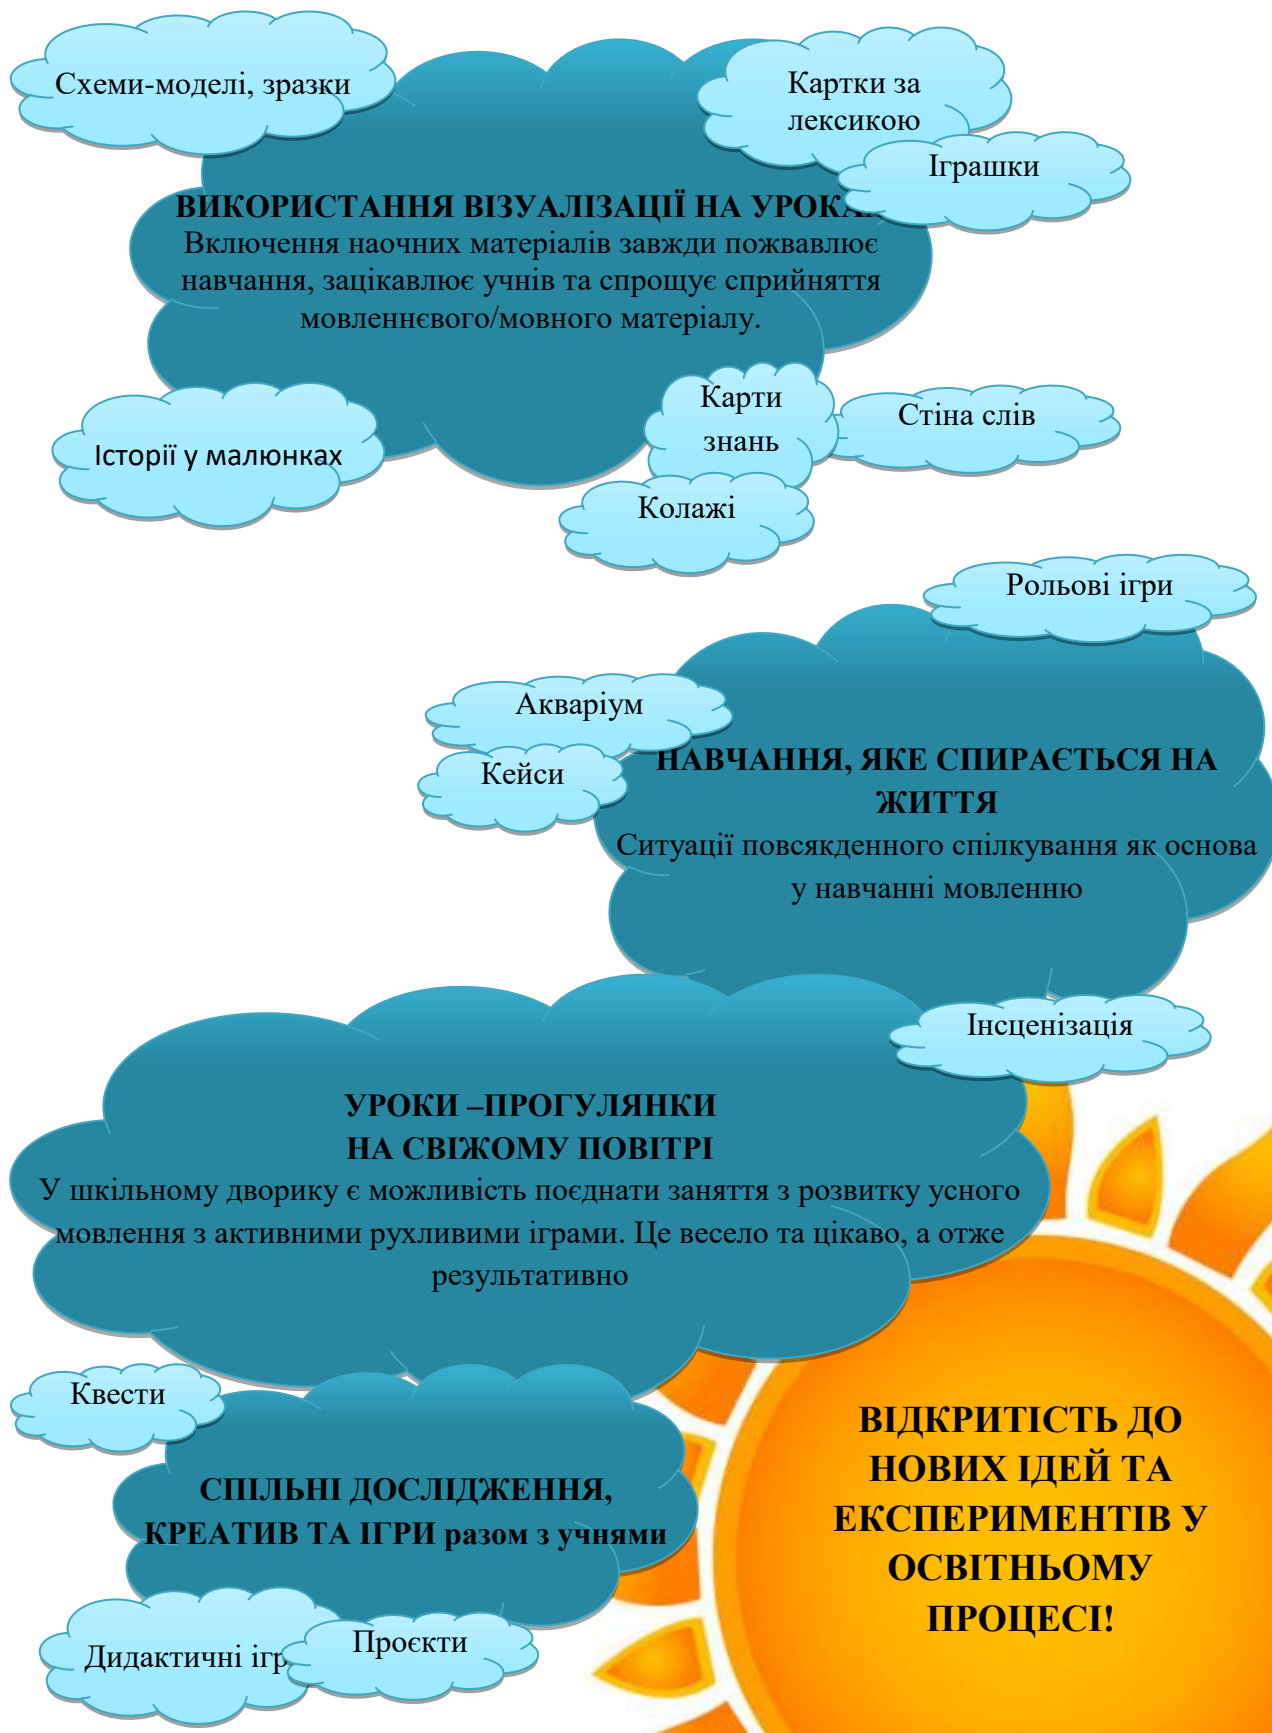 Схеми-моделі, зразки
Картки за
лексикою
Іграшки
ВИКОРИСТАННЯ ВІЗУАЛІЗАЦІЇ НА
Включення наочних матеріалів завжди пожвавлює
навчання, зацікавлює учнів та спрощує сприйняття
мовленнєвого/мовного матеріалу.
Історії у малюнках
Карти
знань
Стіна слів
Колажі
Рольові ігри
Акваріум
Кейси
НАВЧАННЯ, ЯКЕ СПИРАЄТЬСЯ НА
ЖИТТЯ
Ситуації повсякденного спілкування як основа
у навчанні мовленню
Інсценізація
УРОКИ –ПРОГУЛЯНКИ
НА СВІЖОМУ ПОВІТРІ
У шкільному дворику є можливість поєднати заняття з розвитку усного
мовлення з активними рухливими іграми. Це весело та цікаво, а отже
результативно
Квести
СПІЛЬНІ ДОСЛІДЖЕННЯ,
КРЕАТИВ ТА ІГРИ разом з учнями
Дидактичні
Проєкти
ВІДКРИТІСТЬ ДО
НОВИХ ІДЕЙ ТА
ЕКСПЕРИМЕНТІВ У
ОСВІТНЬОМУ
ПРОЦЕСІ!